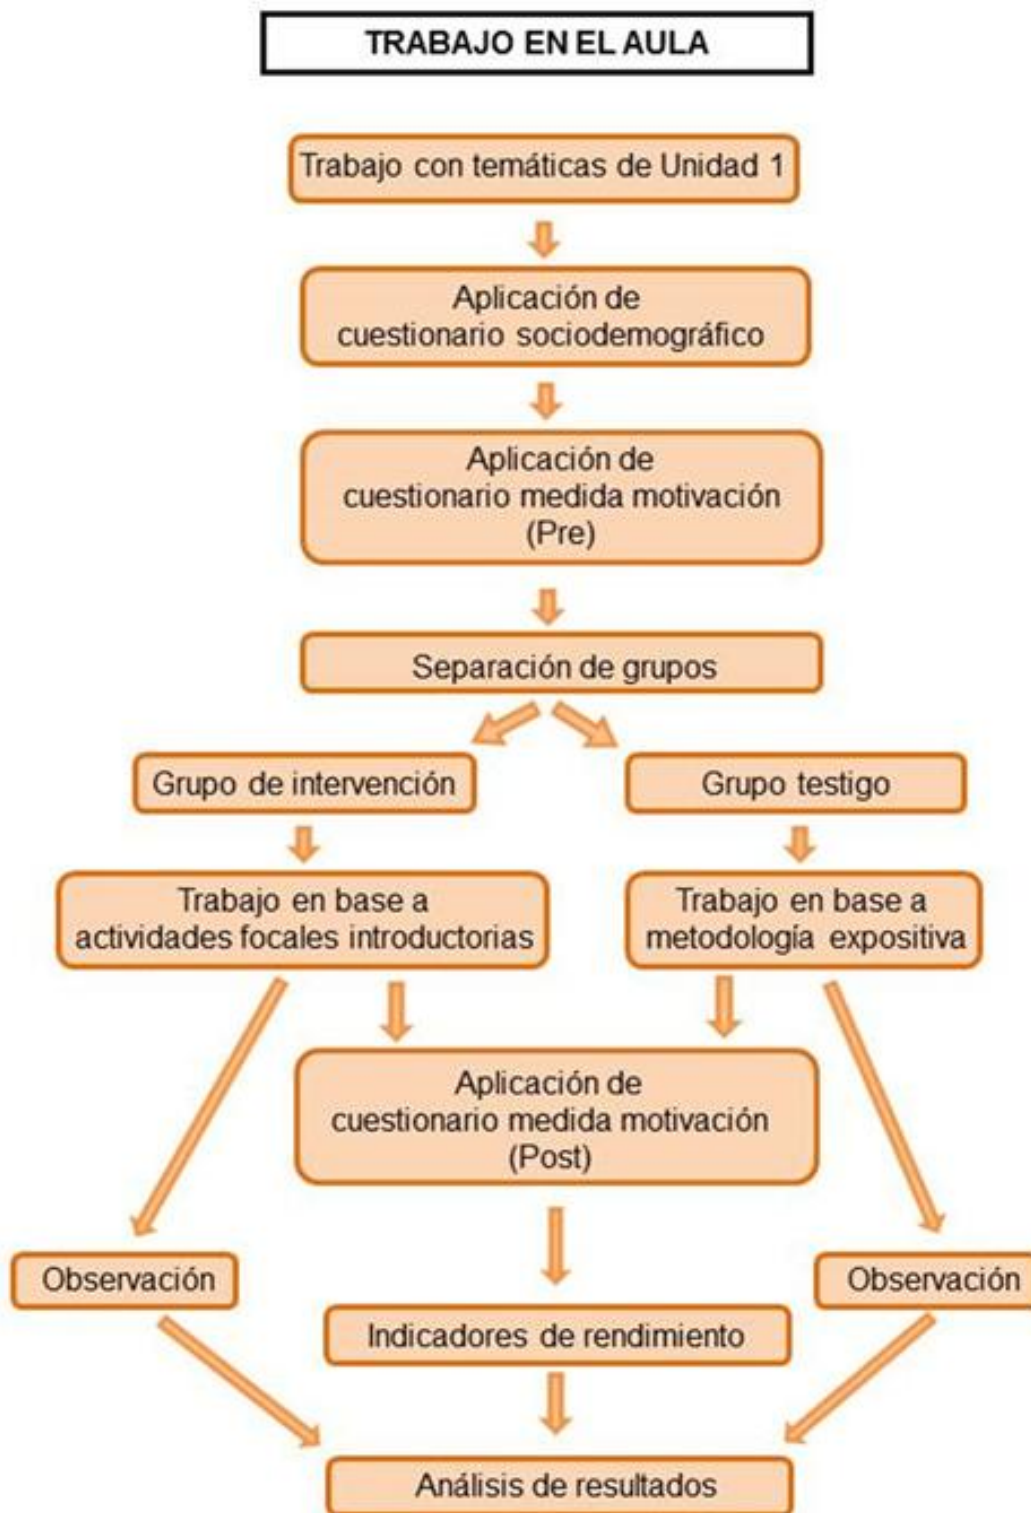 TRABAJO EN EL AULA
Trabajo con temáticas de Unidad 1
Aplicación de
cuestionario sociodemográfico
Aplicación de
cuestionario medida motivación
(Pre)
Separación de grupos
Grupo de intervención
Grupo testigo
Trabajo en base a
actividades focales introductorias
Trabajo en base a
metodología expositiva
Aplicación de
cuestionario medida motivación
(Post)
Observación
Observación
Indicadores de rendimiento
Análisis de resultados